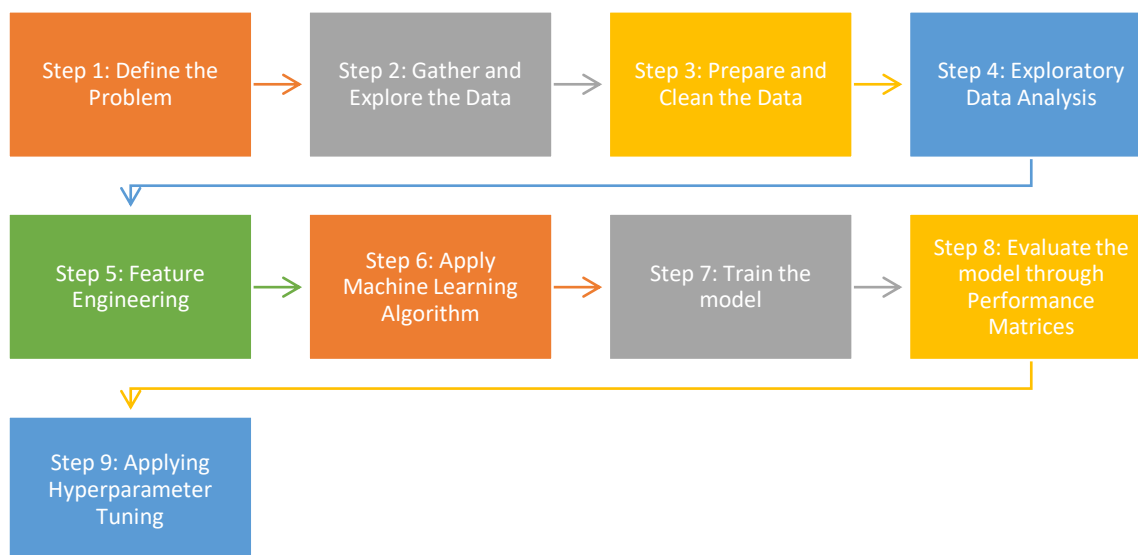 Step 1: Define the
Problem
Step 2: Gather and
Explore the Data
Step 3: Prepare and
Clean the Data
Step 4: Exploratory
Data Analysis
Step 5: Feature
Engineering
Step 6: Apply
Machine Learning
Algorithm
Step 7: Train the
model
Step 8: Evaluate the
model through
Performance
Matrices
Step 9: Applying
Hyperparameter
Tuning